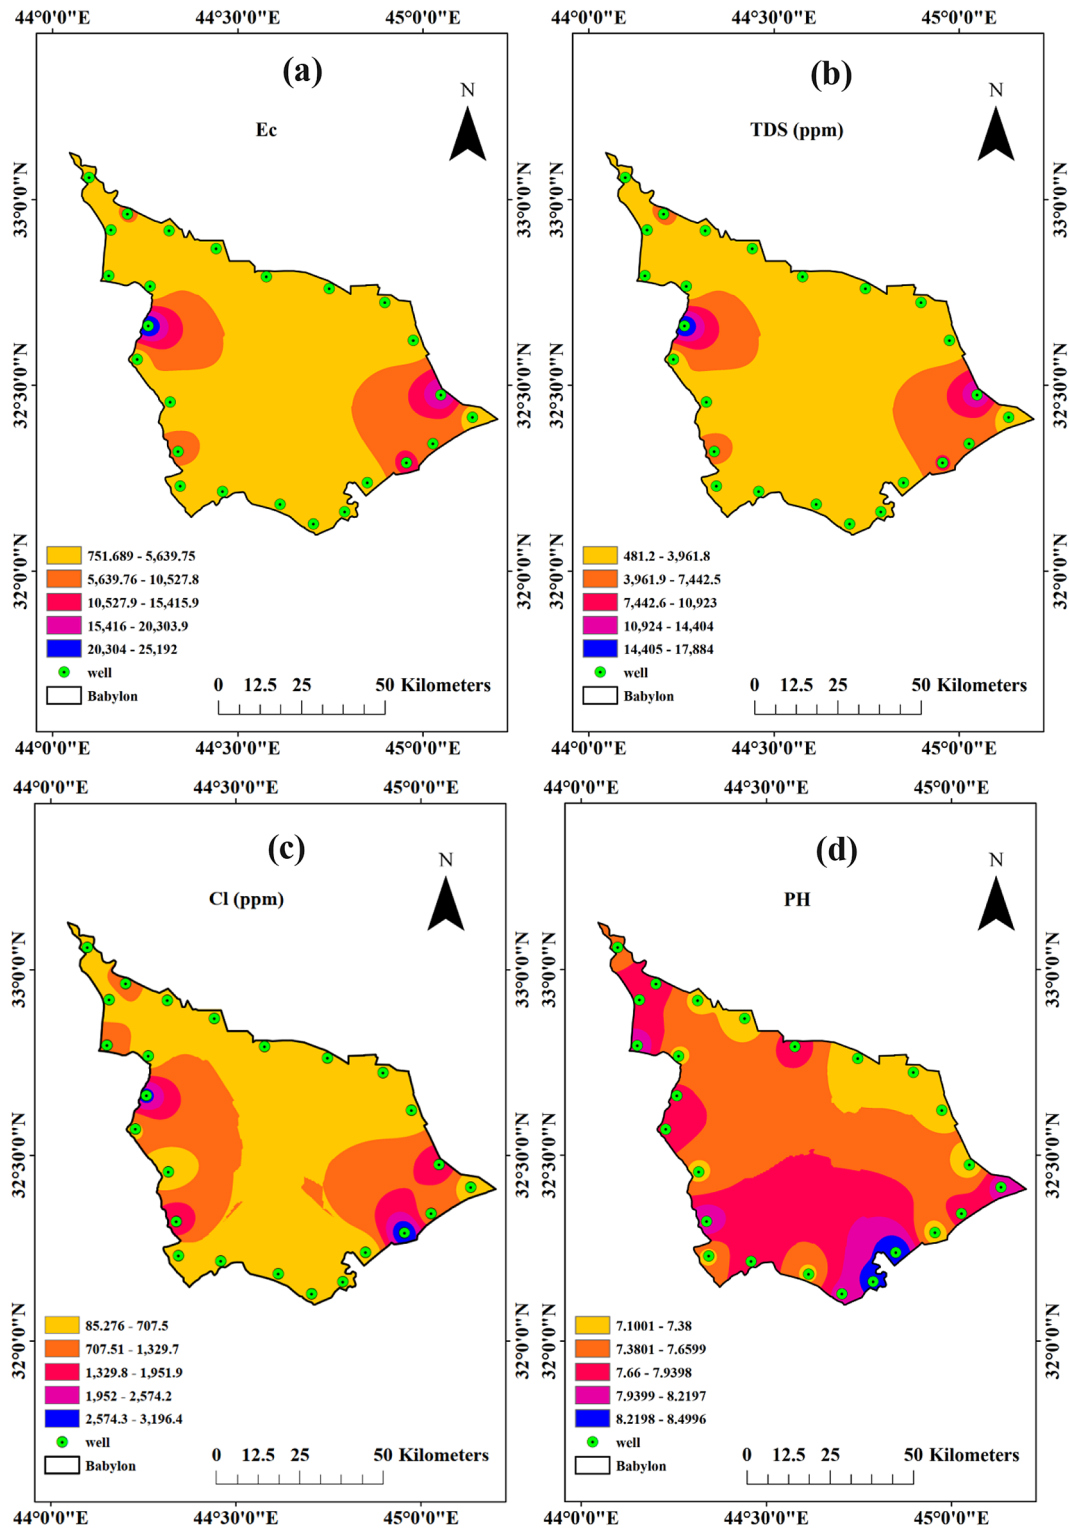 44°0'0"E 44°30'0"E 45°0'0"E 44°0'0"E 44°30'0"E 45°0'0"E
(a)
(b)
N
N
Ec
TDS (ppm)
33°0'0"N
33°0'0"N
33°0'0"N
32°30'0"N
32°30'0"N
32°30'0"N
32°0'0"N
32°0'0"N
32°0'0"N
751.689 - 5,639.75
5,639.76 - 10,527.8
10,527.9 - 15,415.9
15,416 - 20,303.9
20,304 - 25,192
well
Babylon
0 12.5 25 50 Kilometers
481.2 - 3,961.8
3,961.9 - 7,442.5
7,442.6 - 10,923
10,924 - 14,404
14,405 - 17,884
well
Babylon
0 12.5 25 50 Kilometers
44°0'0"E 44°30'0"E 45°0'0"E 44°0'0"E 44°30'0"E 45°0'0"E
44°0'0"E 44°30'0"E 45°0'0"E 44°0'0"E 44°30'0"E 45°0'0"E
(c)
(d)
N
N
Cl (ppm)
PH
33°0'0"N
33°0'0"N
33°0'0"N
32°30'0"N
32°30'0"N
32°30'0"N
32°0'0"N
32°0'0"N
32°0'0"N
85.276 - 707.5
707.51 - 1,329.7
1,329.8 - 1,951.9
1,952 - 2,574.2
2,574.3 - 3,196.4
well
Babylon
0 12.5 25 50 Kilometers
7.1001 - 7.38
7.3801 - 7.6599
7.66 - 7.9398
7.9399 - 8.2197
8.2198 - 8.4996
well
Babylon
0 12.5 25 50 Kilometers
44°0'0"E 44°30'0"E 45°0'0"E 44°0'0"E 44°30'0"E 45°0'0"E